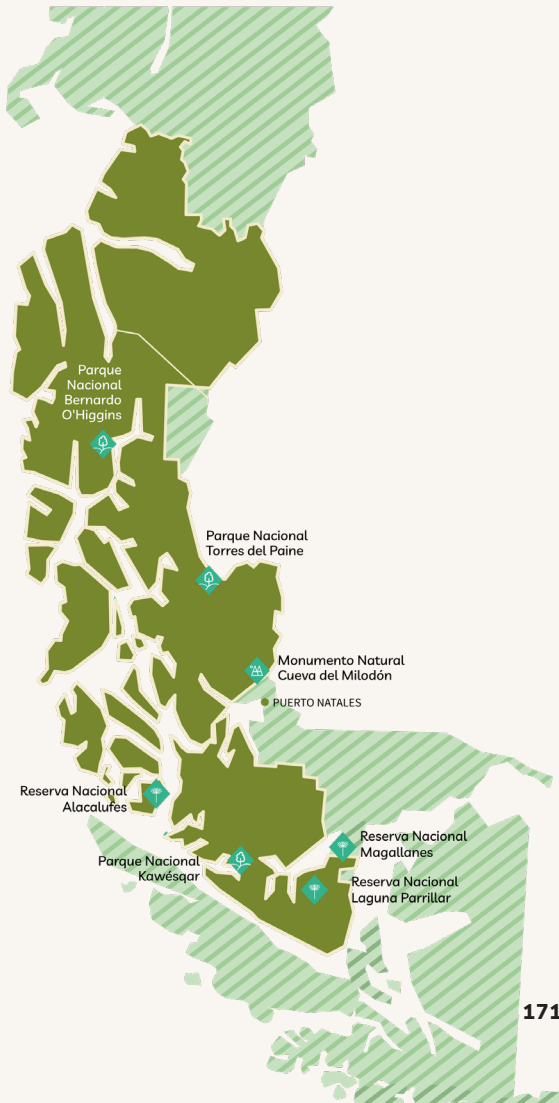 Parque
Nacional
Bernardo
O'Higgins
Parque Nacional
Torres del Paine
Monumento Natural
Cueva del Milodón
PUERTO NATALES
Reserva Nacional
Alacalufes
Reserva Nacional
Magallanes
Parque Nacional
Kawésqar
Reserva Nacional
Laguna Parrillar
171